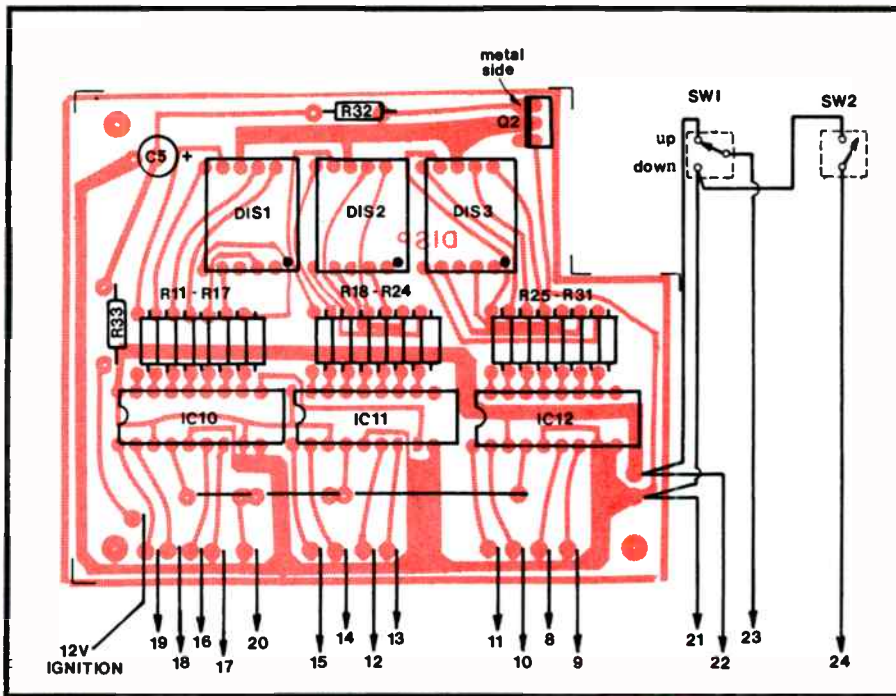 metal
side
SW1
SW2
R32
Q2
up
down
C5
+
DIS1
DIS2
DIS3
DISP
R11-R17
R18-R24
R25-R31
R33
IC10
IC11
IC12
12V
IGNITION
19
18
16
17
20
15
14
12
13
11
10
8
9
21
22
23
24